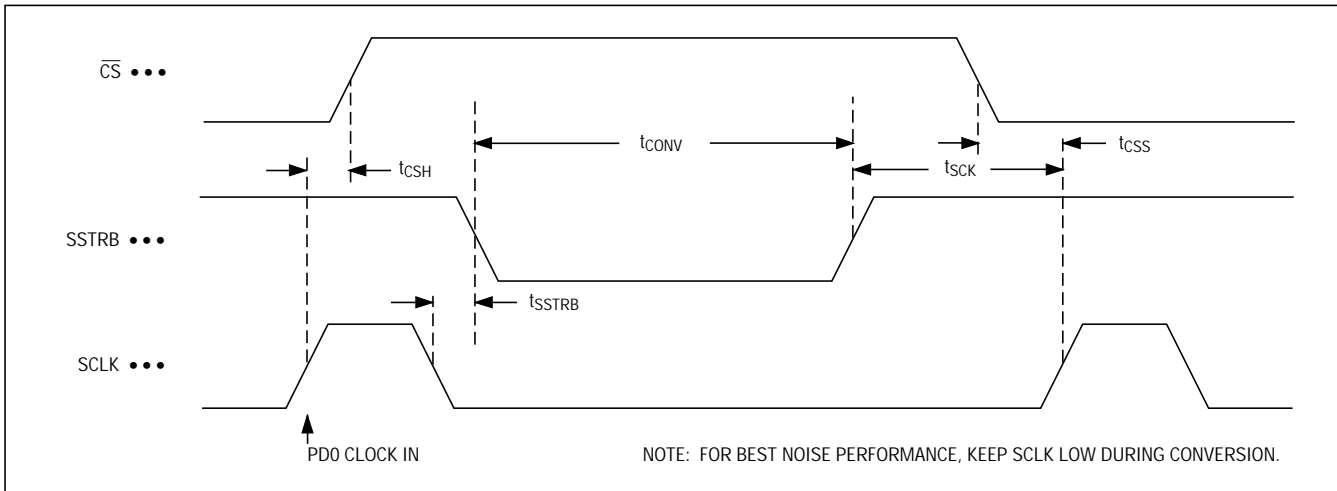 C̅S̅ •••
tCONV
tCSS
tCSH
tSCK
SSTRB •••
tSSTRB
SCLK •••
PD0 CLOCK IN
NOTE: FOR BEST NOISE PERFORMANCE, KEEP SCLK LOW DURING CONVERSION.